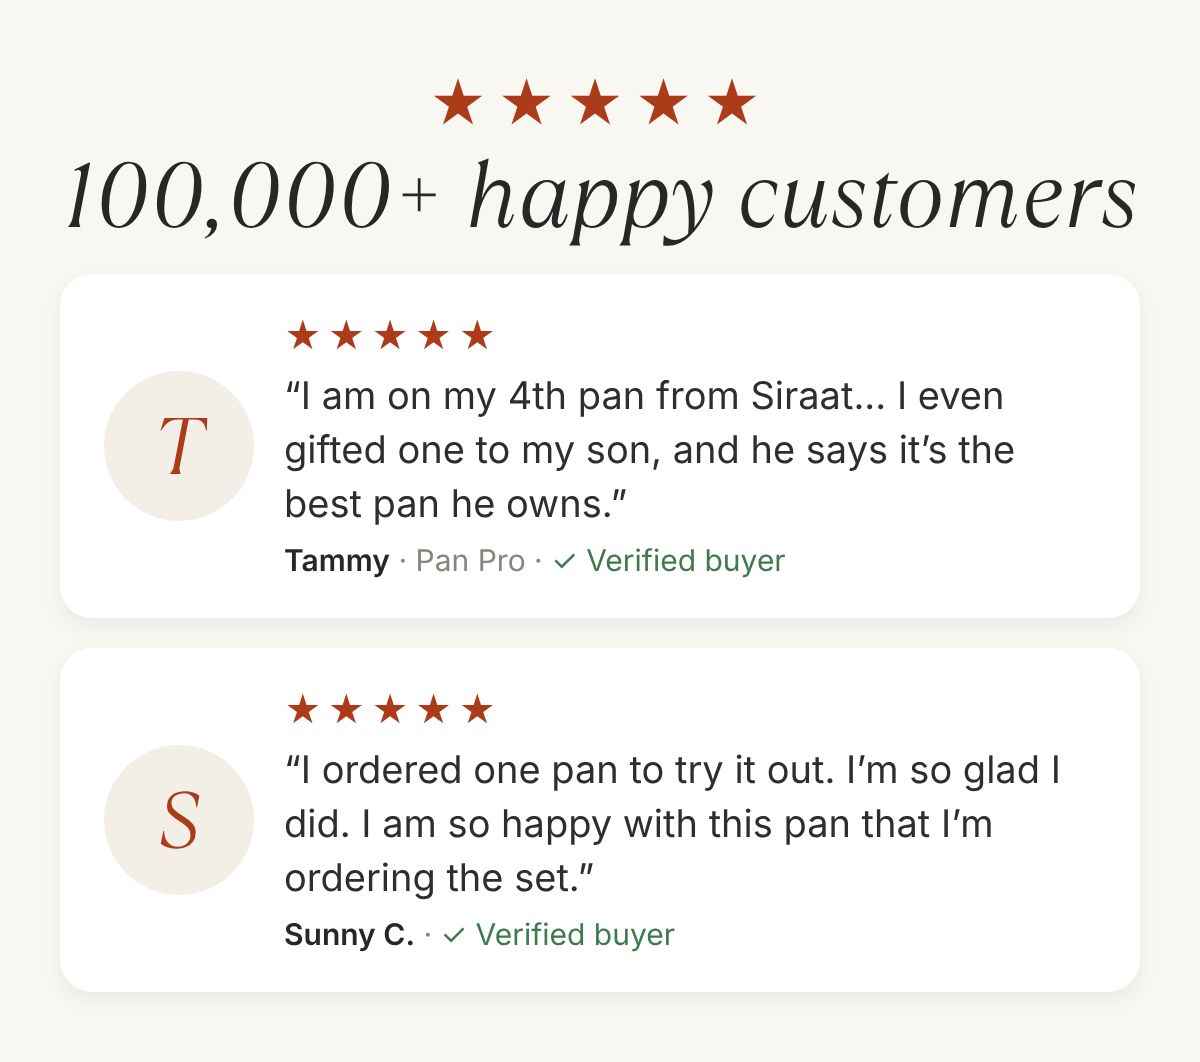 ★★★★★
100,000+ happy customers
★★★★★
T
“I am on my 4th pan from Siraat... I even
gifted one to my son, and he says it’s the
best pan he owns.”
Tammy · Pan Pro · ✓ Verified buyer
★★★★★
S
“I ordered one pan to try it out. I’m so glad I
did. I am so happy with this pan that I’m
ordering the set.”
Sunny C. · ✓ Verified buyer